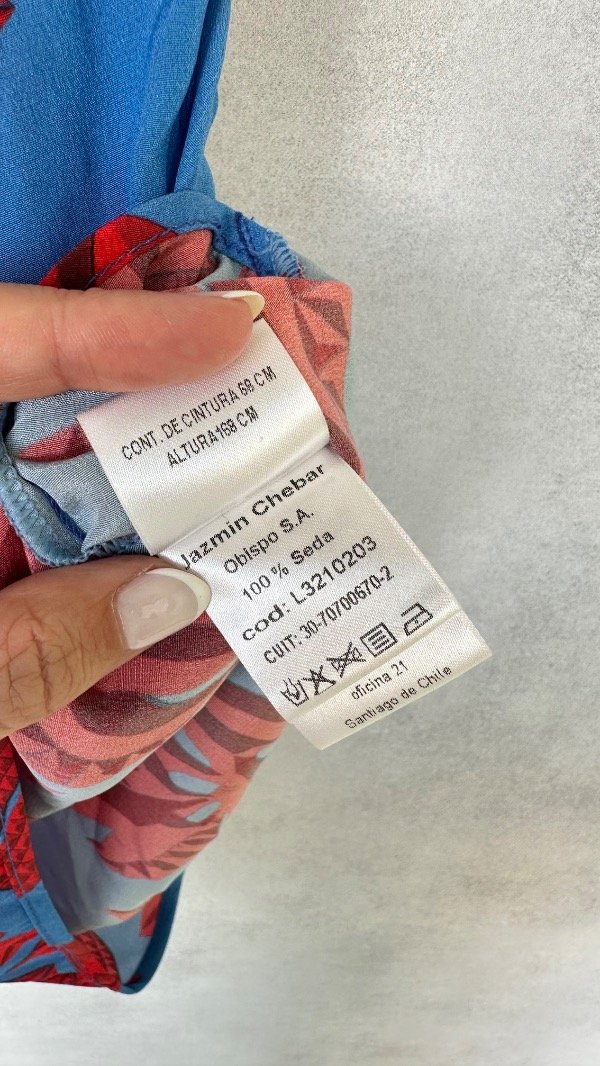 CONT. DE CINTURA 68 CM
ALTURA 168 CM
Jazmin Chebar
Obispo S.A.
100 % Seda
cod: L3210203
CUIT: 30-70700670-2
oficina 21
Santiago de Chile